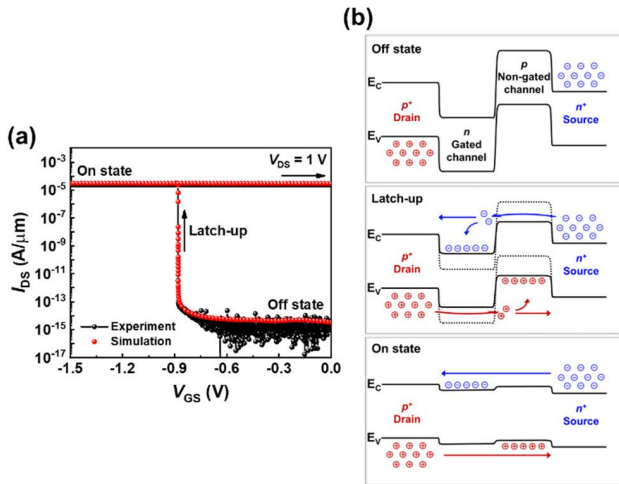 (a)
I_DS (A/μm)
10⁻³
10⁻⁵
10⁻⁷
10⁻⁹
10⁻¹¹
10⁻¹³
10⁻¹⁵
10⁻¹⁷
On state
V_DS = 1 V
Latch-up
Off state
Experiment
Simulation
-1.5 -1.2 -0.9 -0.6 -0.3 0.0
V_GS (V)
(b)
Off state
E_C
p⁺
Drain
E_V
n
Gated
channel
p
Non-gated
channel
n⁺
Source
Latch-up
E_C
p⁺
Drain
E_V
n⁺
Source
On state
E_C
p⁺
Drain
E_V
n⁺
Source